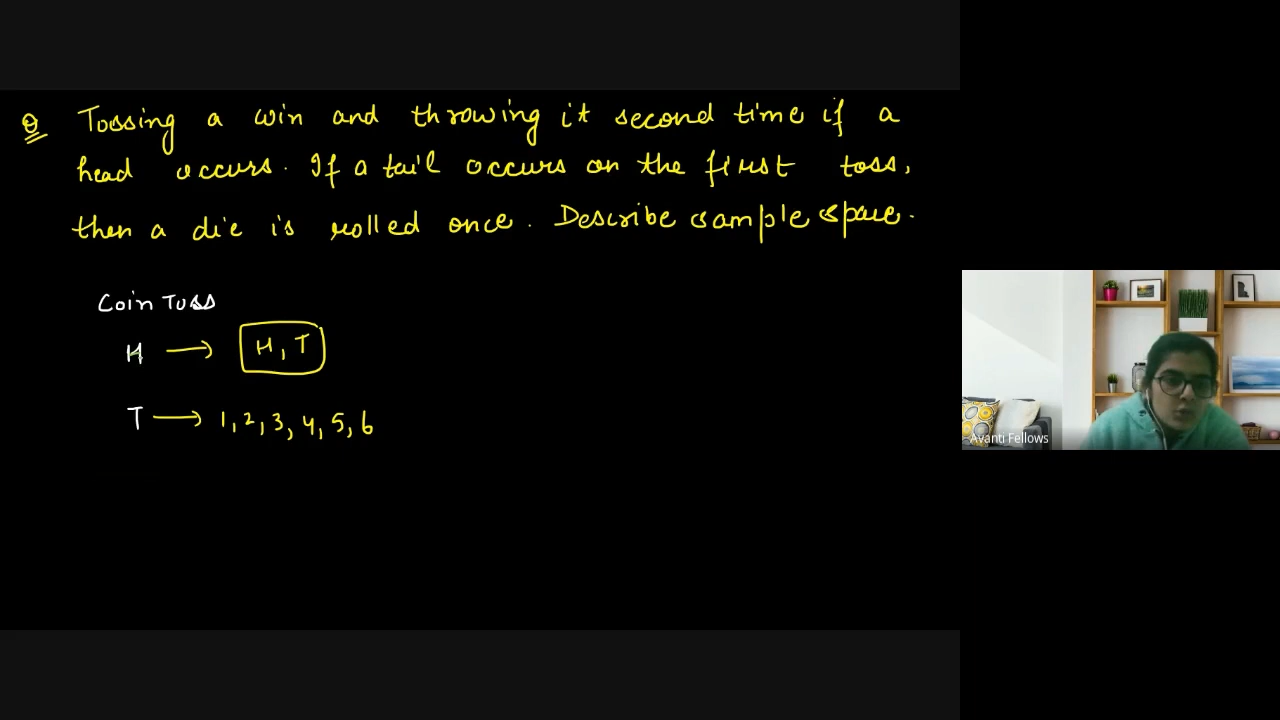 Q Tossing a coin and throwing it second time if a
head occurs. If a tail occurs on the first toss,
then a die is rolled once. Describe sample space.
Coin Toss
H → H, T
T → 1, 2, 3, 4, 5, 6
Avanti Fellows